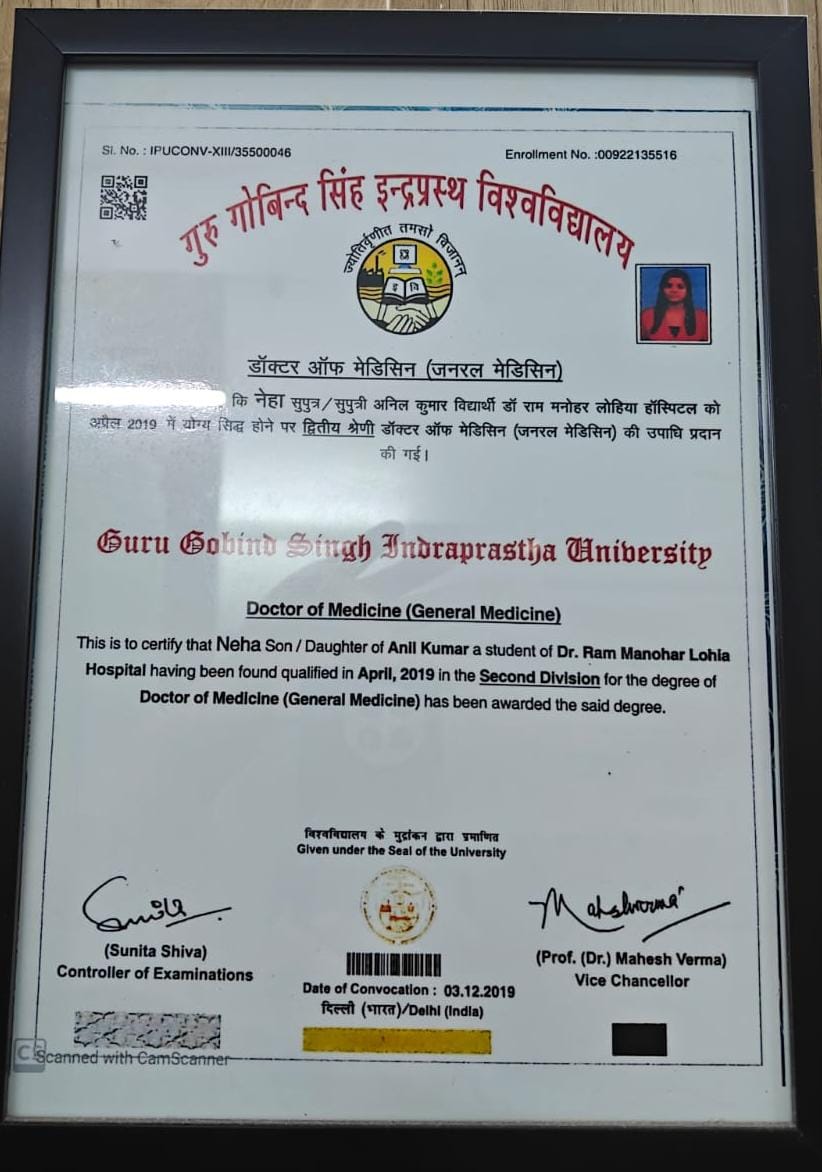 Sl. No. : IPUCONV-XIII/35500046
Enrollment No. :00922135516
गुरु गोबिन्द सिंह इन्द्रप्रस्थ विश्वविद्यालय
ज्योतिर्वृणीत तमसो विजानन
इ वि
डॉक्टर ऑफ मेडिसिन (जनरल मेडिसिन)
कि नेहा सुपुत्र/सुपुत्री अनिल कुमार विद्यार्थी डॉ राम मनोहर लोहिया हॉस्पिटल को
अप्रैल 2019 में योग्य सिद्ध होने पर द्वितीय श्रेणी डॉक्टर ऑफ मेडिसिन (जनरल मेडिसिन) की उपाधि प्रदान
की गई।
Guru Gobind Singh Indraprastha University
Doctor of Medicine (General Medicine)
This is to certify that Neha Son / Daughter of Anil Kumar a student of Dr. Ram Manohar Lohia
Hospital having been found qualified in April, 2019 in the Second Division for the degree of
Doctor of Medicine (General Medicine) has been awarded the said degree.
विश्वविद्यालय के मुद्रांकन द्वारा प्रमाणित
Given under the Seal of the University
(Sunita Shiva)
Controller of Examinations
(Prof. (Dr.) Mahesh Verma)
Vice Chancellor
Date of Convocation : 03.12.2019
दिल्ली (भारत)/Delhi (India)
CS Scanned with CamScanner